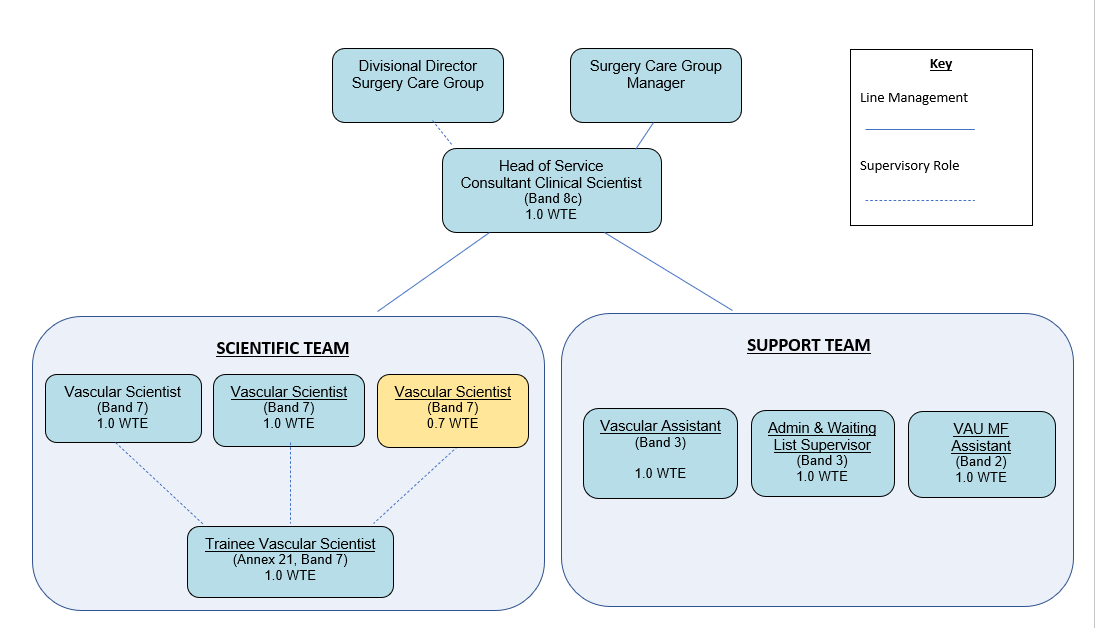 Divisional Director
Surgery Care Group
Surgery Care Group
Manager
Key
Line Management
Supervisory Role
Head of Service
Consultant Clinical Scientist
(Band 8c)
1.0 WTE
SCIENTIFIC TEAM
Vascular Scientist
(Band 7)
1.0 WTE
Vascular Scientist
(Band 7)
1.0 WTE
Vascular Scientist
(Band 7)
0.7 WTE
Trainee Vascular Scientist
(Annex 21, Band 7)
1.0 WTE
SUPPORT TEAM
Vascular Assistant
(Band 3)
1.0 WTE
Admin & Waiting
List Supervisor
(Band 3)
1.0 WTE
VAU MF
Assistant
(Band 2)
1.0 WTE